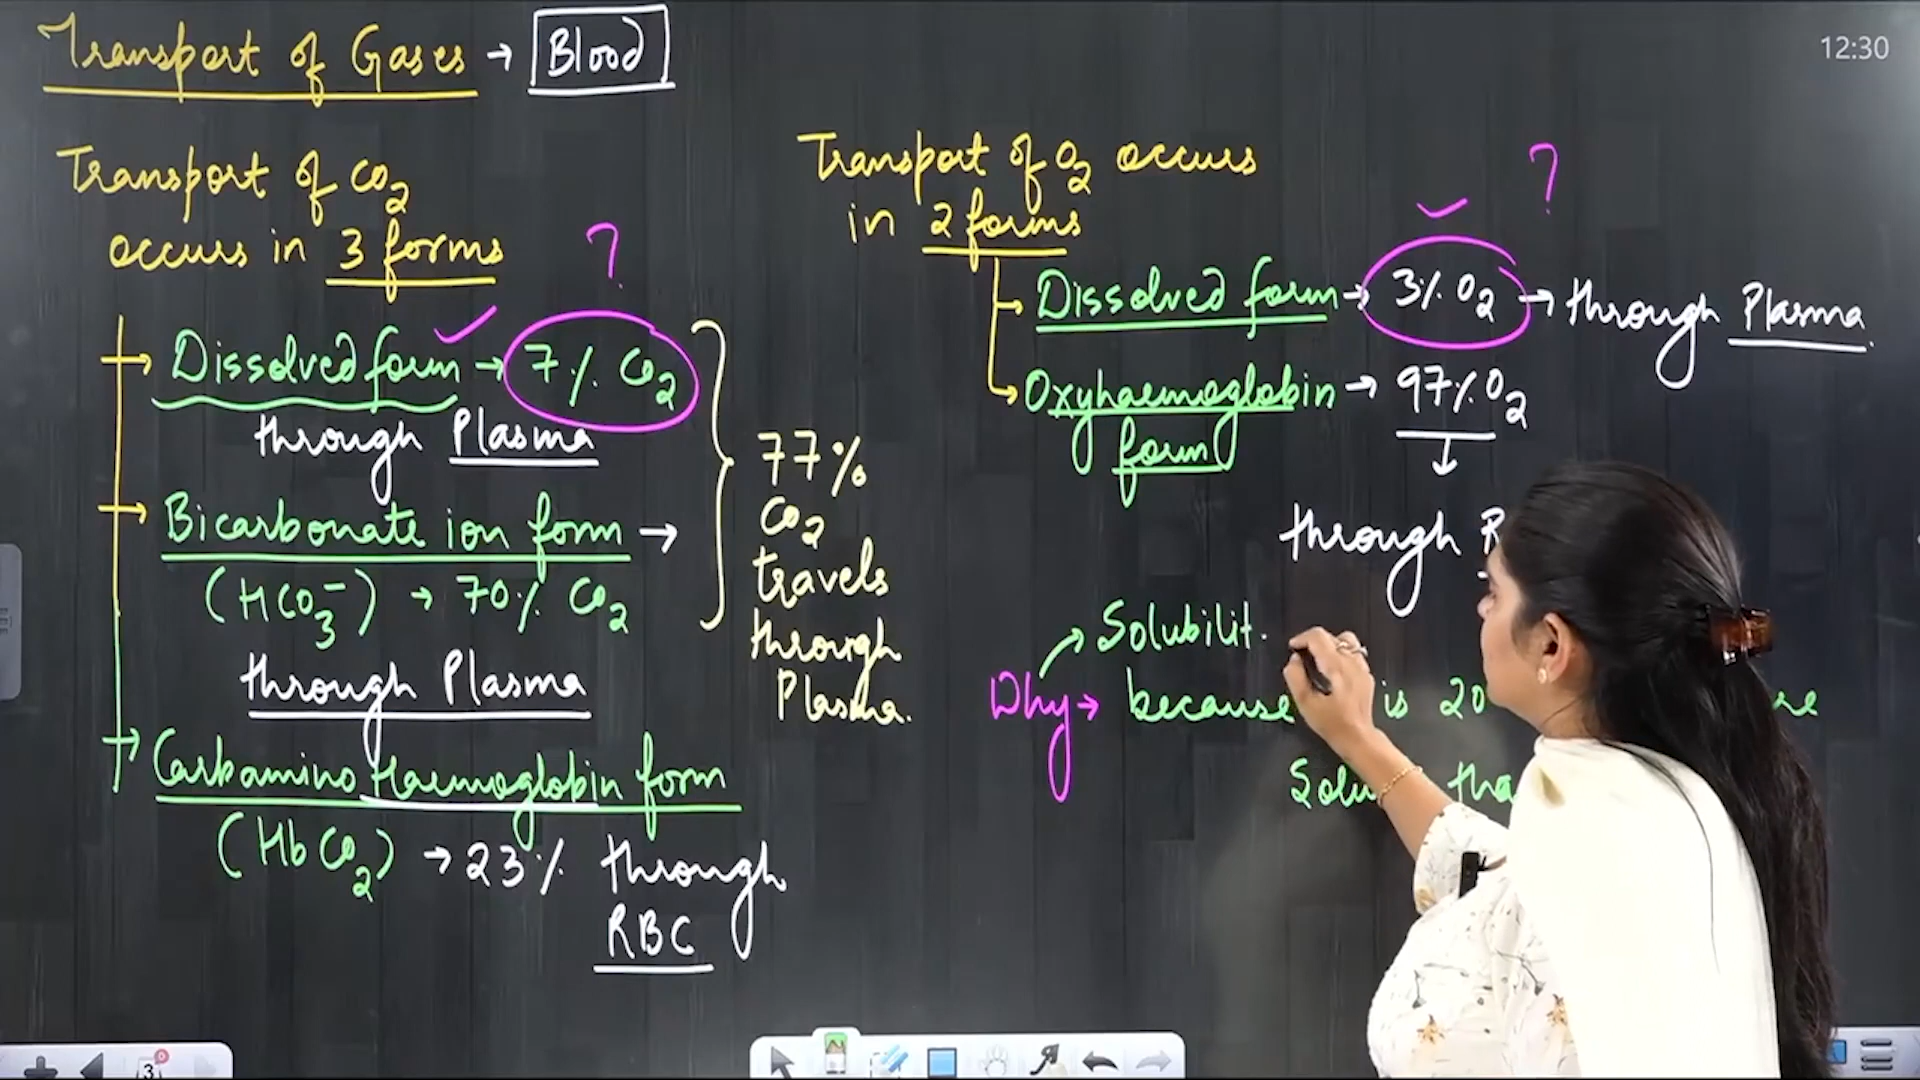 Transport of Gases → Blood
12:30
Transport of CO2
occurs in 3 forms
?
Dissolved form → 7% CO2
through Plasma
Bicarbonate ion form →
(HCO3-) → 70% CO2
through Plasma
Carbamino Haemoglobin form
(HbCO2) → 23% through
RBC
77%
CO2
travels
through
Plasma.
Transport of O2 occurs
in 2 forms
?
Dissolved form → 3% O2 → through Plasma
Oxyhaemoglobin → 97% O2
form
through
Solubilit
Why → because is 20
3